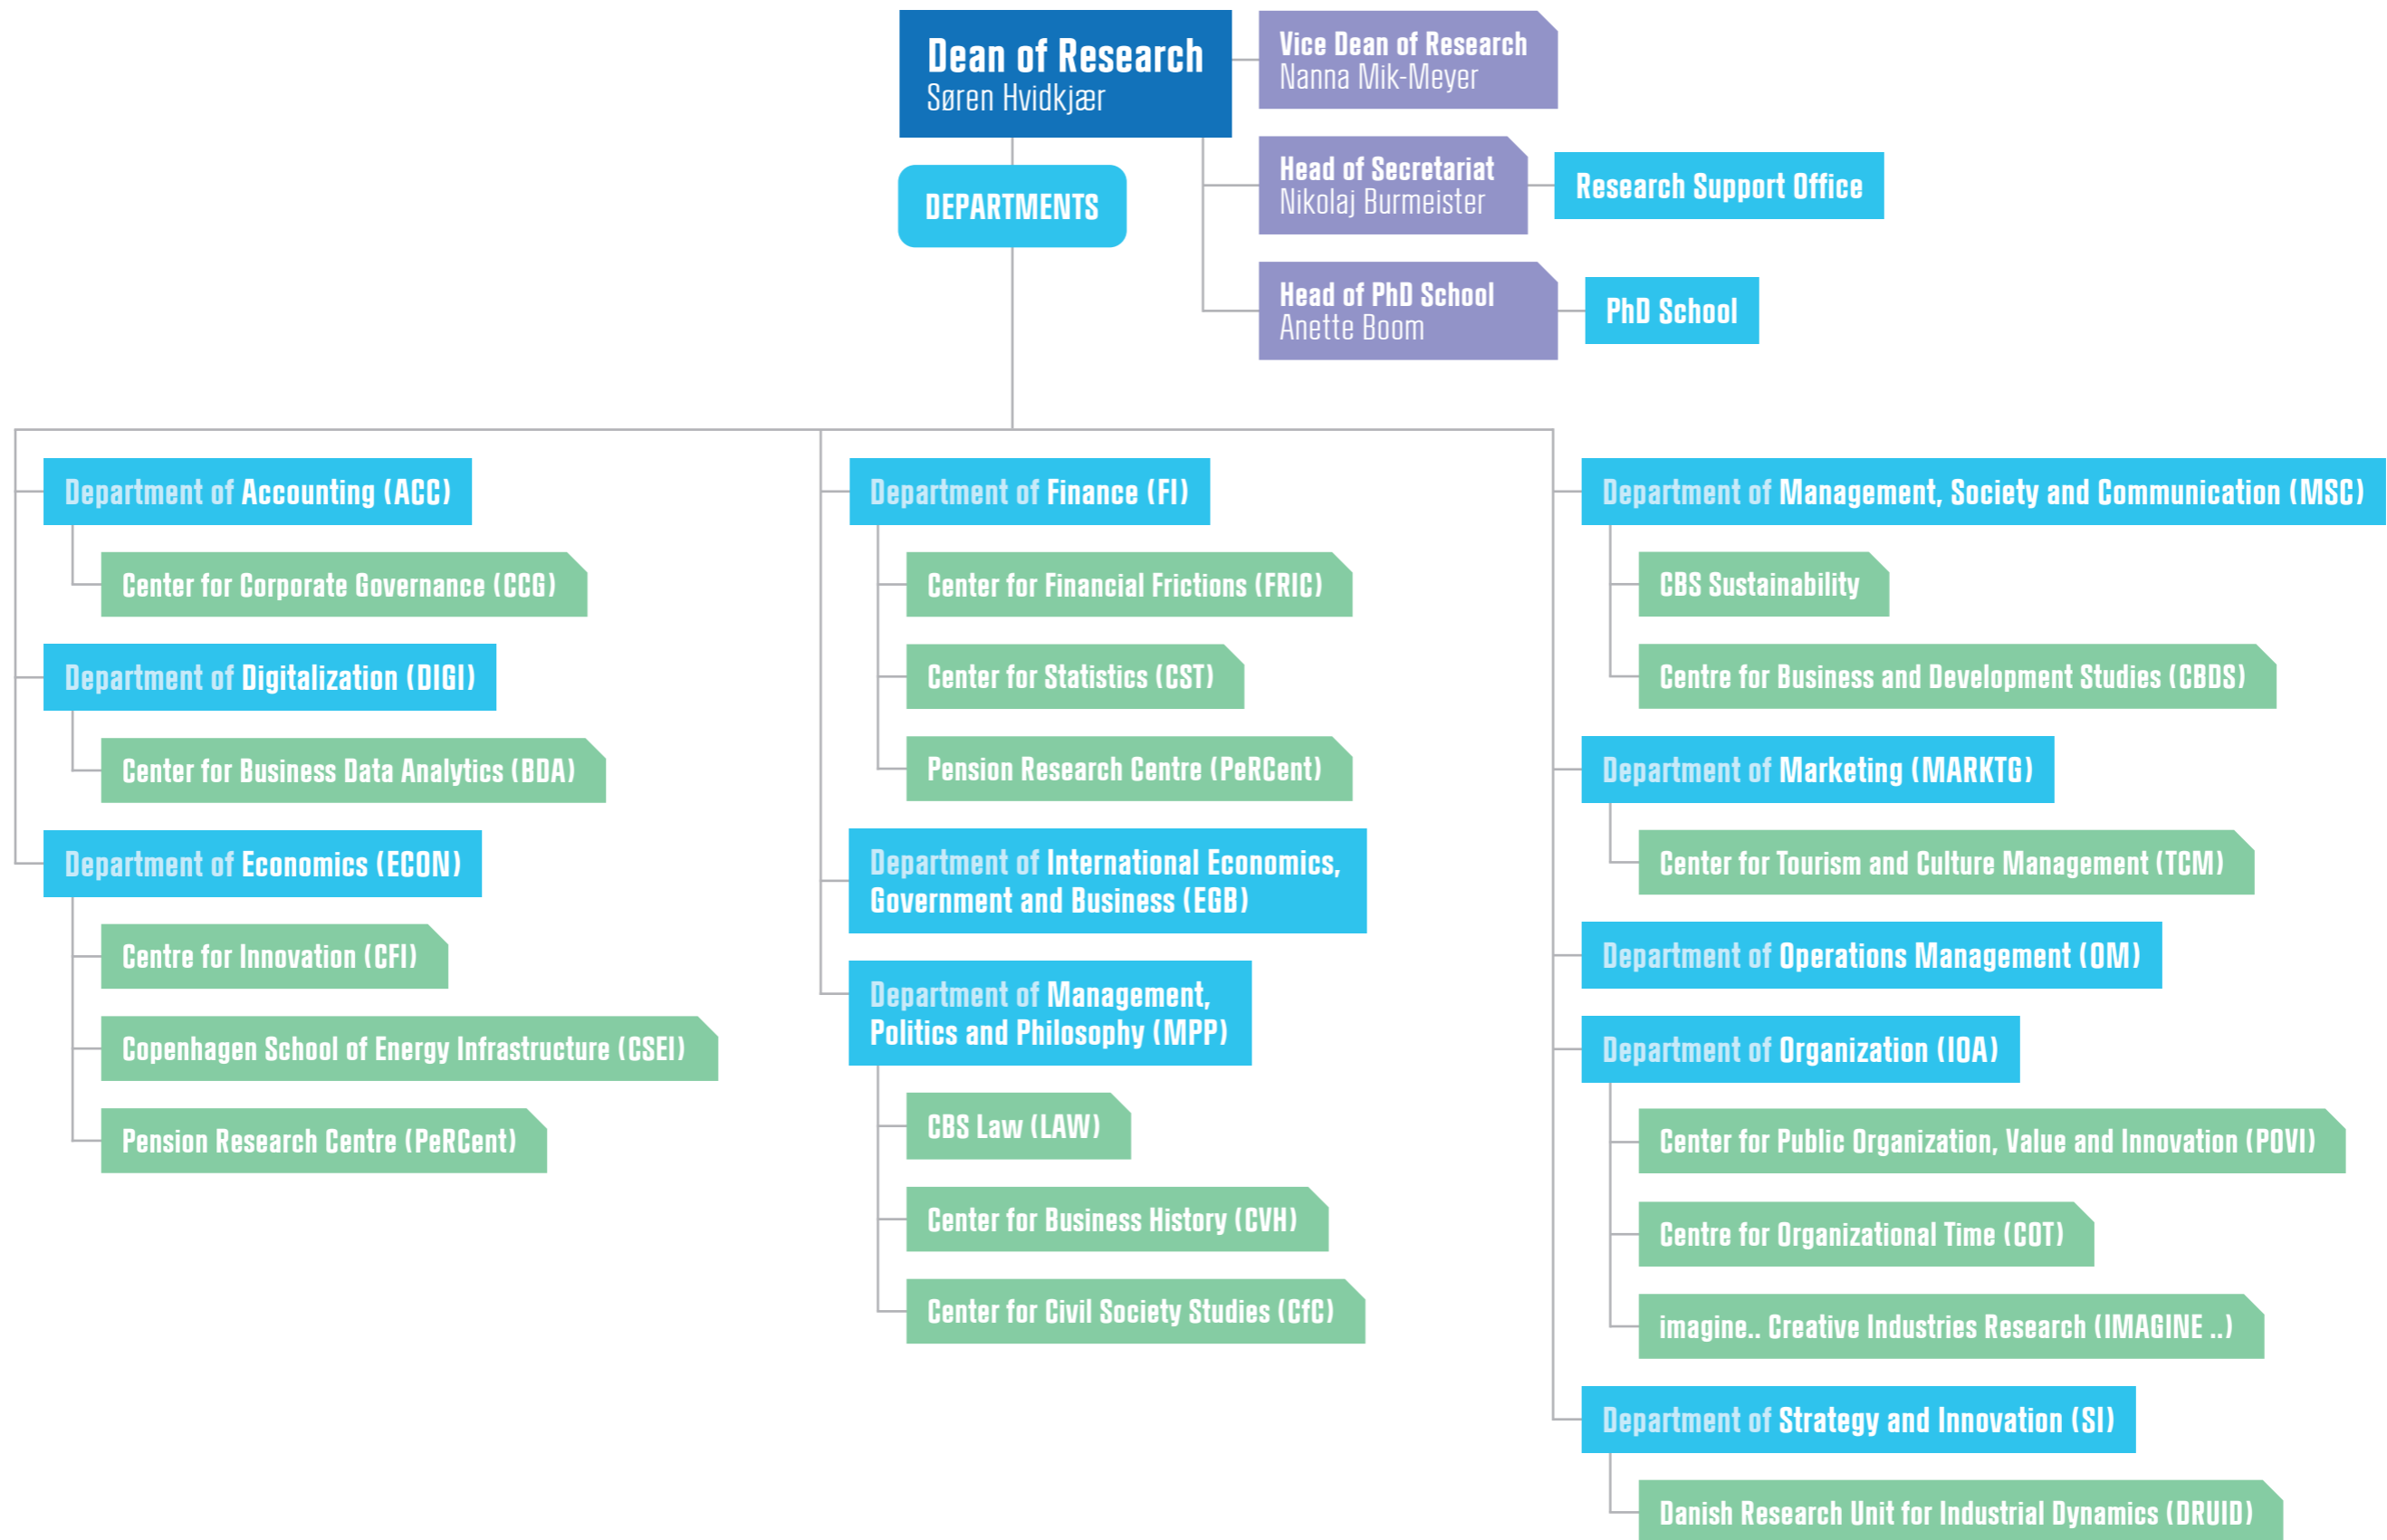 Dean of Research
Søren Hvidkjær
Vice Dean of Research
Nanna Mik-Meyer
Head of Secretariat
Nikolaj Burmeister
Research Support Office
DEPARTMENTS
Head of PhD School
Anette Boom
PhD School
Department of Accounting (ACC)
Center for Corporate Governance (CCG)
Department of Digitalization (DIGI)
Center for Business Data Analytics (BDA)
Department of Economics (ECON)
Centre for Innovation (CFI)
Copenhagen School of Energy Infrastructure (CSEI)
Pension Research Centre (PeRCent)
Department of Finance (FI)
Center for Financial Frictions (FRIC)
Center for Statistics (CST)
Pension Research Centre (PeRCent)
Department of International Economics,
Government and Business (EGB)
Department of Management,
Politics and Philosophy (MPP)
CBS Law (LAW)
Center for Business History (CVH)
Center for Civil Society Studies (CfC)
Department of Management, Society and Communication (MSC)
CBS Sustainability
Centre for Business and Development Studies (CBDS)
Department of Marketing (MARKTG)
Center for Tourism and Culture Management (TCM)
Department of Operations Management (OM)
Department of Organization (IOA)
Center for Public Organization, Value and Innovation (POVI)
Centre for Organizational Time (COT)
imagine.. Creative Industries Research (IMAGINE ..)
Department of Strategy and Innovation (SI)
Danish Research Unit for Industrial Dynamics (DRUID)